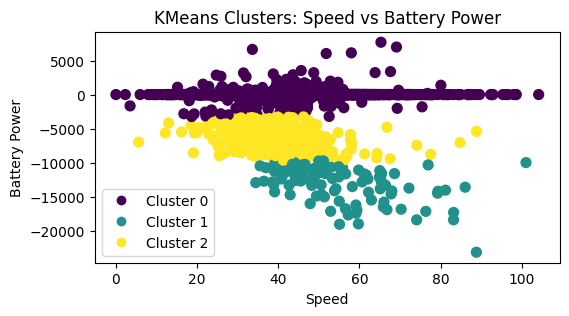 KMeans Clusters: Speed vs Battery Power
Battery Power
5000
0
−5000
−10000
−15000
−20000
Cluster 0
Cluster 1
Cluster 2
0 20 40 60 80 100
Speed